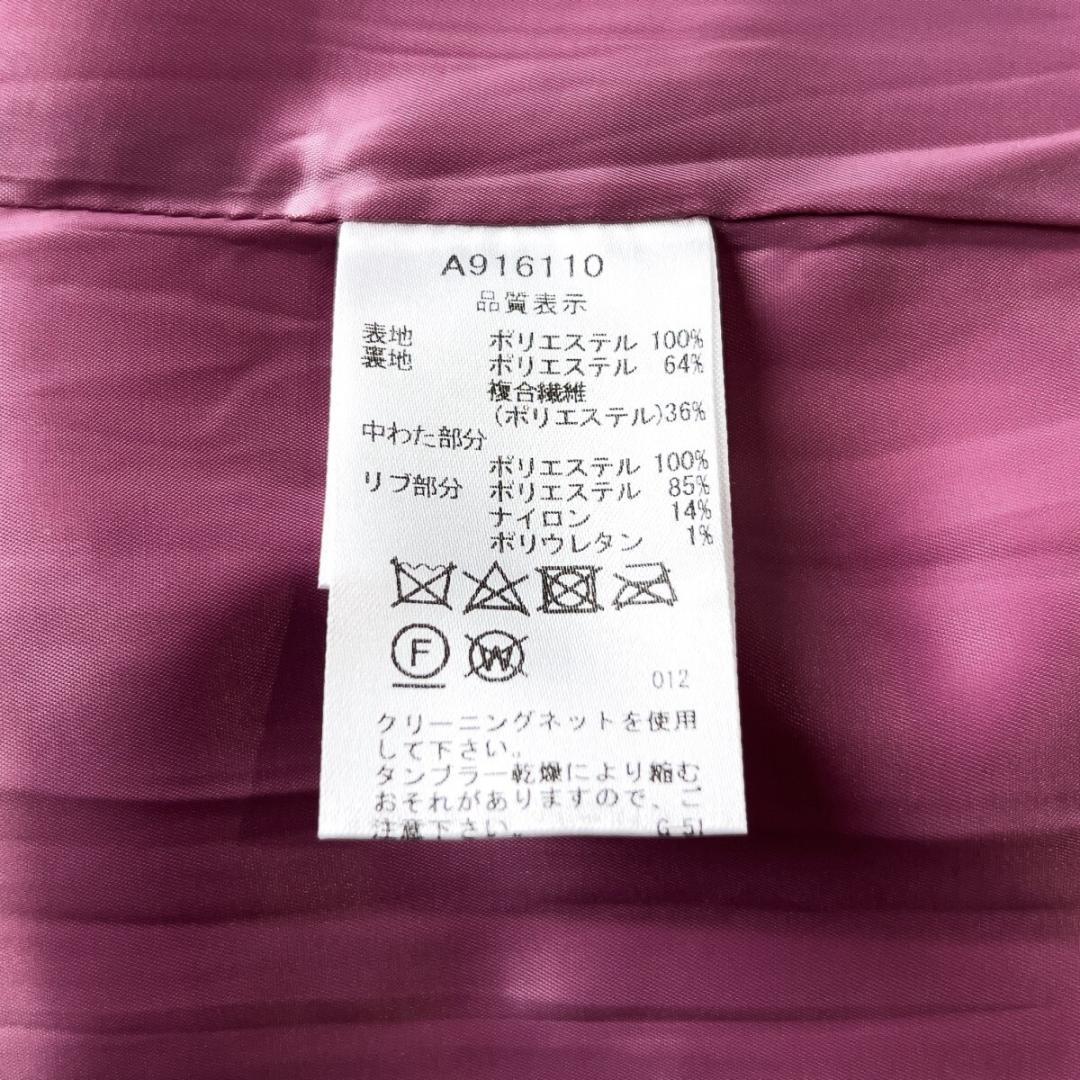 A916110
品質表示
表地 ポリエステル 100%
裏地 ポリエステル 64%
複合繊維
(ポリエステル)36%
中わた部分
ポリエステル 100%
リブ部分 ポリエステル 85%
ナイロン 14%
ポリウレタン 1%
F W
012
クリーニングネットを使用
して下さい。
タンブラー乾燥により縮む
おそれがありますので、ご
注意下さい。 G 51